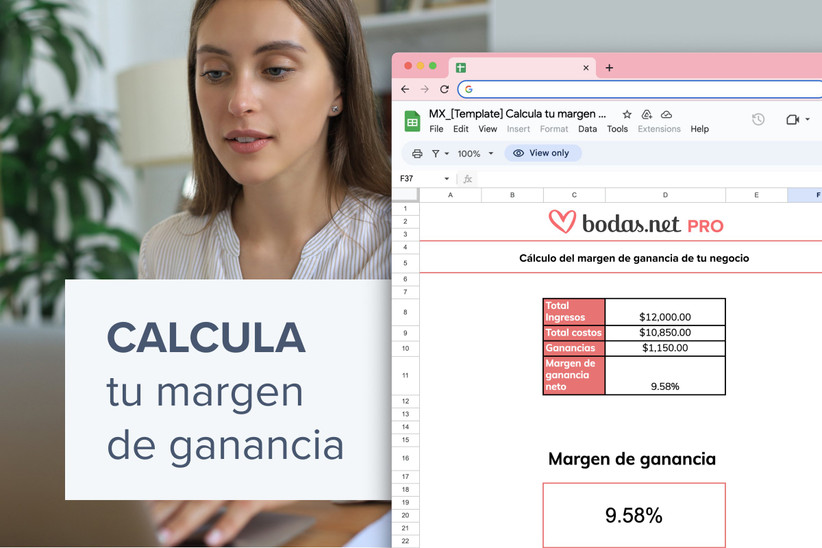 CALCULA
tu margen
de ganancia
MX_[Template] Calcula tu margen ...
File Edit View Insert Format Data Tools Extensions Help
100% View only
F37 fx
A B C D E F
1
2
bodas.net PRO
3
4
5 Cálculo del margen de ganancia de tu negocio
6
7
Total
8 Ingresos $12,000.00
9 Total costos $10,850.00
10 Ganancias $1,150.00
Margen de
11 ganancia
neto 9.58%
12
13
14
15
16 Margen de ganancia
17
18
19
20 9.58%
21
22